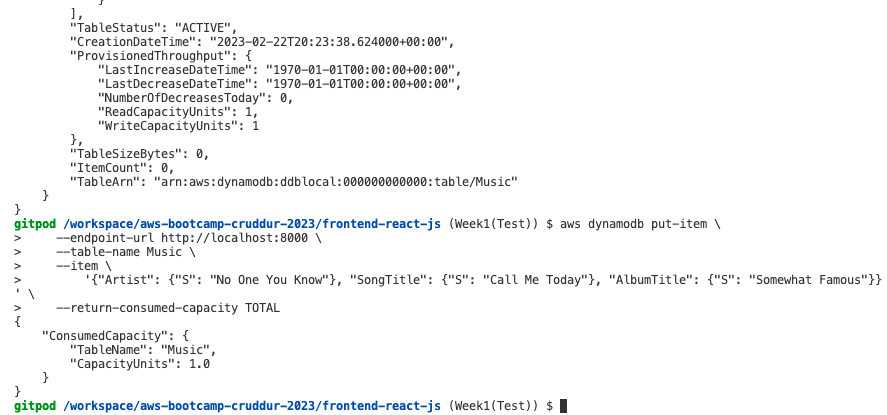 }
],
"TableStatus": "ACTIVE",
"CreationDateTime": "2023-02-22T20:23:38.624000+00:00",
"ProvisionedThroughput": {
"LastIncreaseDateTime": "1970-01-01T00:00:00+00:00",
"LastDecreaseDateTime": "1970-01-01T00:00:00+00:00",
"NumberOfDecreasesToday": 0,
"ReadCapacityUnits": 1,
"WriteCapacityUnits": 1
},
"TableSizeBytes": 0,
"ItemCount": 0,
"TableArn": "arn:aws:dynamodb:ddblocal:000000000000:table/Music"
}
}
gitpod /workspace/aws-bootcamp-cruddur-2023/frontend-react-js (Week1(Test)) $ aws dynamodb put-item \
>     --endpoint-url http://localhost:8000 \
>     --table-name Music \
>     --item \
>         '{"Artist": {"S": "No One You Know"}, "SongTitle": {"S": "Call Me Today"}, "AlbumTitle": {"S": "Somewhat Famous"}}
' \
>     --return-consumed-capacity TOTAL
{
"ConsumedCapacity": {
"TableName": "Music",
"CapacityUnits": 1.0
}
}
gitpod /workspace/aws-bootcamp-cruddur-2023/frontend-react-js (Week1(Test)) $